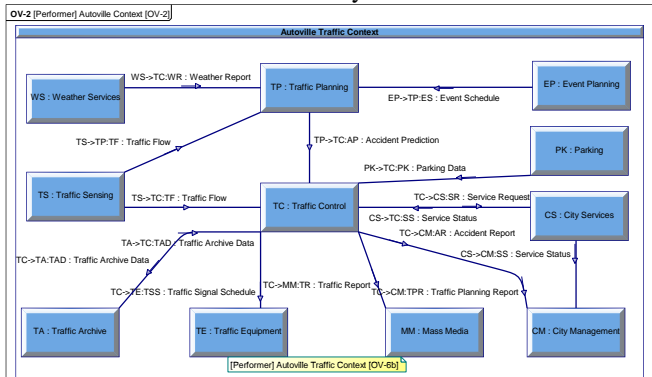 OV-2 [Performer] Autoville Context [OV-2]
Autoville Traffic Context
WS->TC:WR : Weather Report
WS : Weather Services
TP : Traffic Planning
EP : Event Planning
EP->TP:ES : Event Schedule
TS->TP:TF : Traffic Flow
TP->TC:AP : Accident Prediction
PK : Parking
PK->TC:PK : Parking Data
TS : Traffic Sensing
TS->TC:TF : Traffic Flow
TC : Traffic Control
TC->CS:SR : Service Request
CS : City Services
CS->TC:SS : Service Status
TC->CM:AR : Accident Report
TA->TC:TAD : Traffic Archive Data
CS->CM:SS : Service Status
TC->TA:TAD : Traffic Archive Data
TC->MM:TR : Traffic Report
TC->TE:TSS : Traffic Signal Schedule
TC->CM:TPR : Traffic Planning Report
TA : Traffic Archive
TE : Traffic Equipment
MM : Mass Media
CM : City Management
[Performer] Autoville Traffic Context [OV-6b]